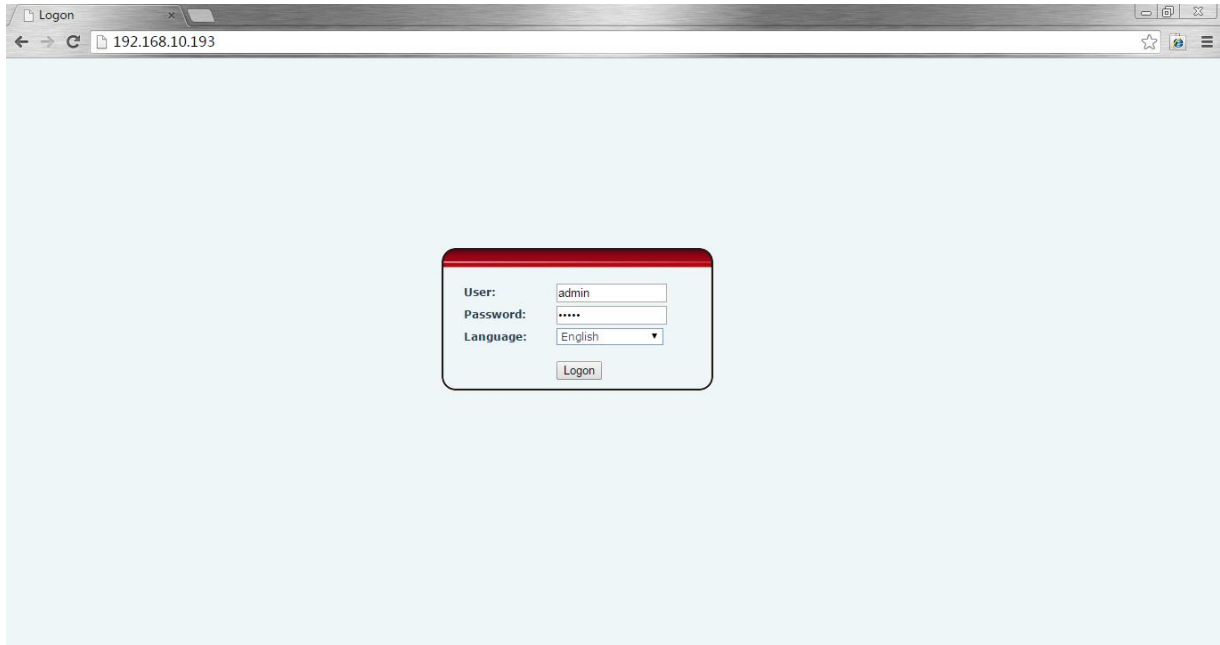 Logon
192.168.10.193
User: admin
Password: •••••
Language: English
Logon